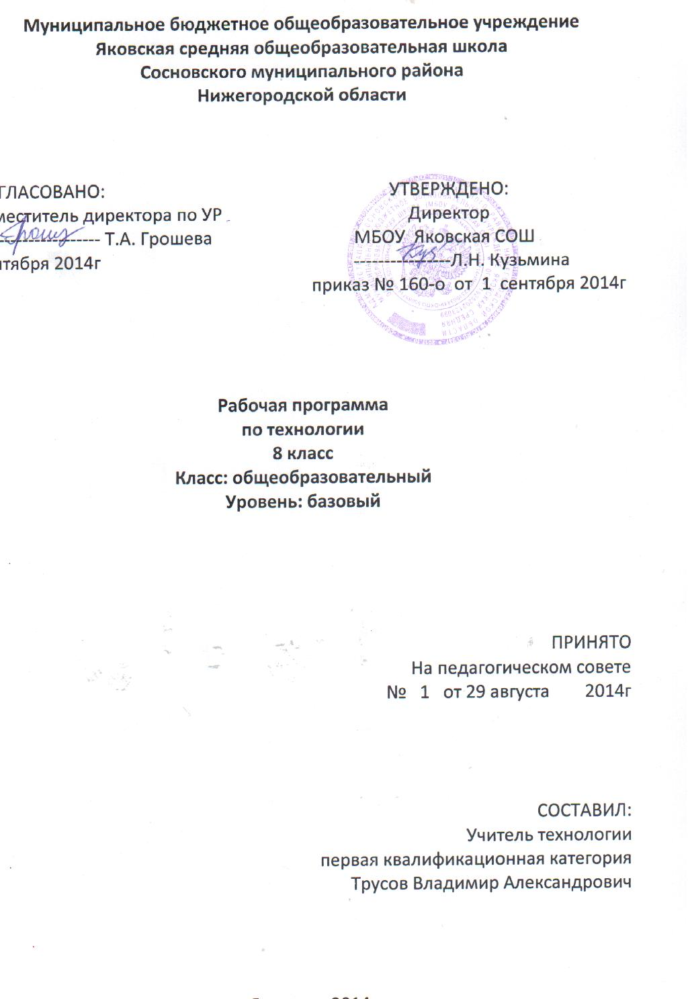 Муниципальное бюджетное общеобразовательное учреждение
Яковская средняя общеобразовательная школа
Сосновского муниципального района
Нижегородской области
ГЛАСОВАНО:
меститель директора по УР
---------------- Т.А. Грошева
нтября 2014г
УТВЕРЖДЕНО:
Директор
МБОУ Яковская СОШ
----------------Л.Н. Кузьмина
приказ № 160-о от 1 сентября 2014г
Рабочая программа
по технологии
8 класс
Класс: общеобразовательный
Уровень: базовый
ПРИНЯТО
На педагогическом совете
№ 1 от 29 августа 2014г
СОСТАВИЛ:
Учитель технологии
первая квалификационная категория
Трусов Владимир Александрович